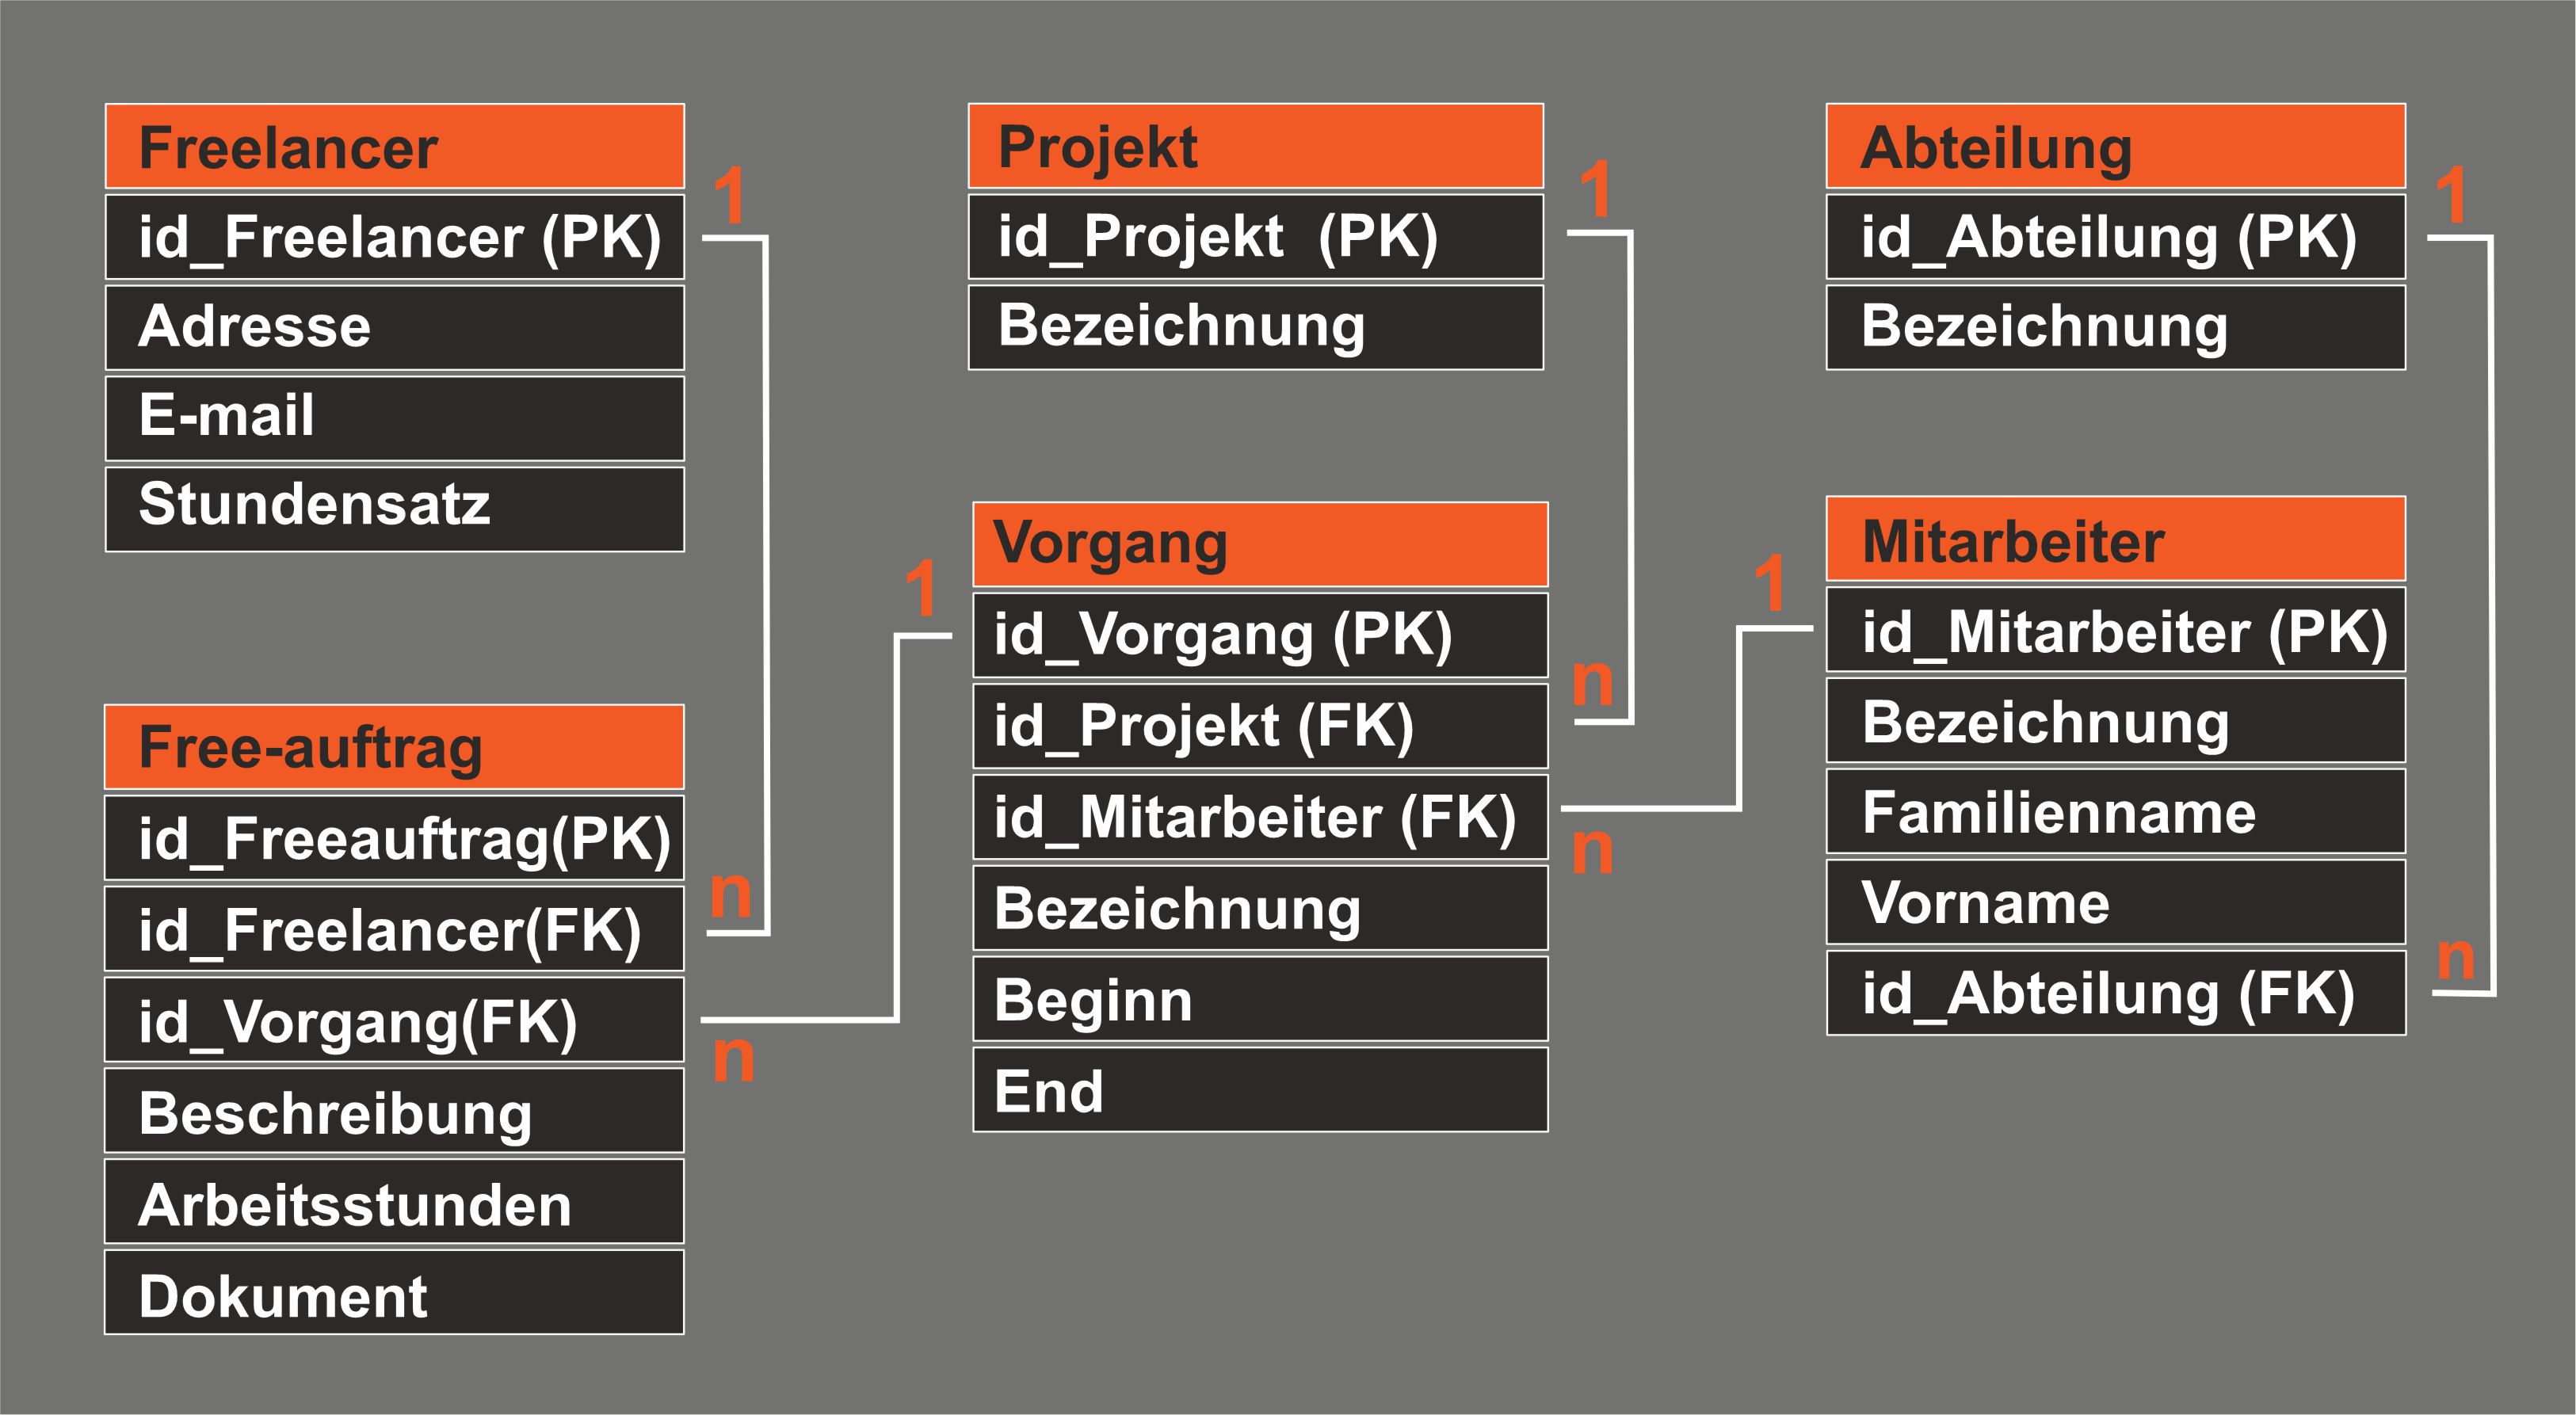 Freelancer
1
id_Freelancer (PK)
Adresse
E-mail
Stundensatz
Free-auftrag
id_Freeauftrag(PK)
n
id_Freelancer(FK)
id_Vorgang(FK)
n
Beschreibung
Arbeitsstunden
Dokument
Projekt
1
id_Projekt (PK)
Bezeichnung
Vorgang
1
id_Vorgang (PK)
n
id_Projekt (FK)
id_Mitarbeiter (FK)
n
Bezeichnung
Beginn
End
Abteilung
1
id_Abteilung (PK)
Bezeichnung
Mitarbeiter
1
id_Mitarbeiter (PK)
Bezeichnung
Familienname
Vorname
n
id_Abteilung (FK)